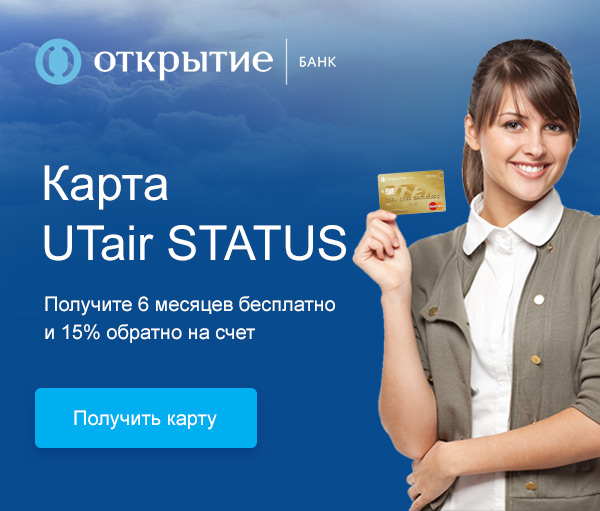 ОТКРЫТИЕ БАНК
Карта
UTair STATUS
Получите 6 месяцев бесплатно
и 15% обратно на счет
Получить карту